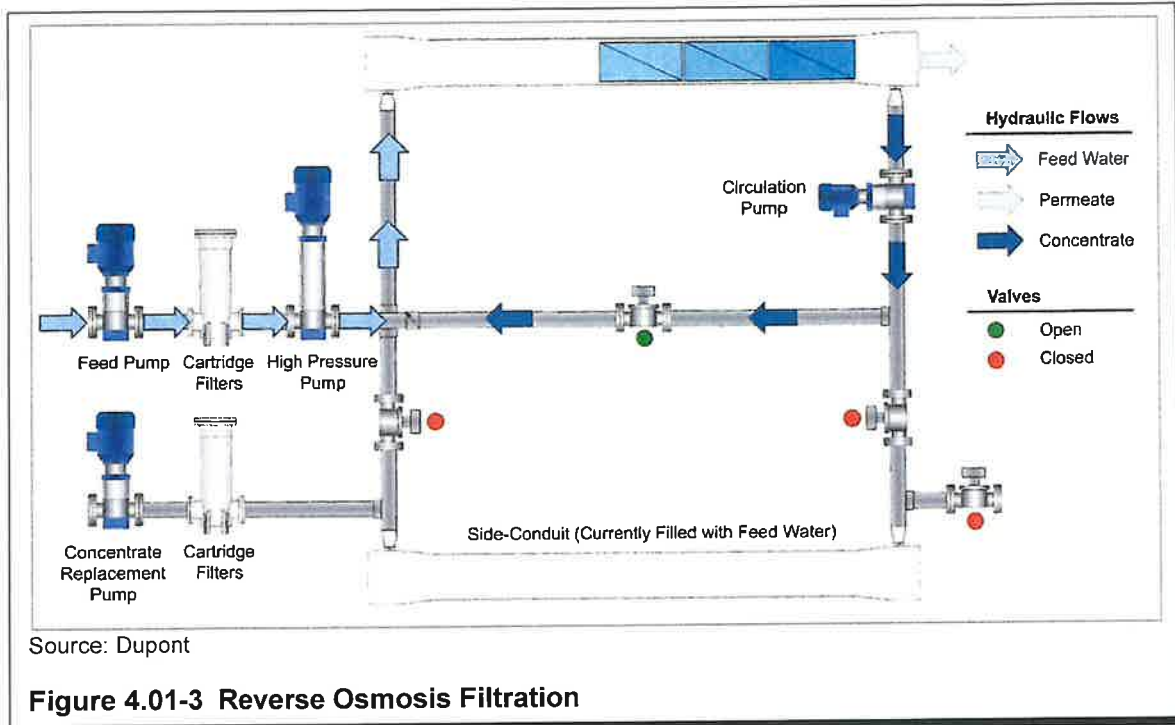 Hydraulic Flows
Feed Water
Permeate
Concentrate
Valves
Open
Closed
Circulation
Pump
Feed Pump
Cartridge
Filters
High Pressure
Pump
Concentrate
Replacement
Pump
Cartridge
Filters
Side-Conduit (Currently Filled with Feed Water)
Source: Dupont
Figure 4.01-3 Reverse Osmosis Filtration